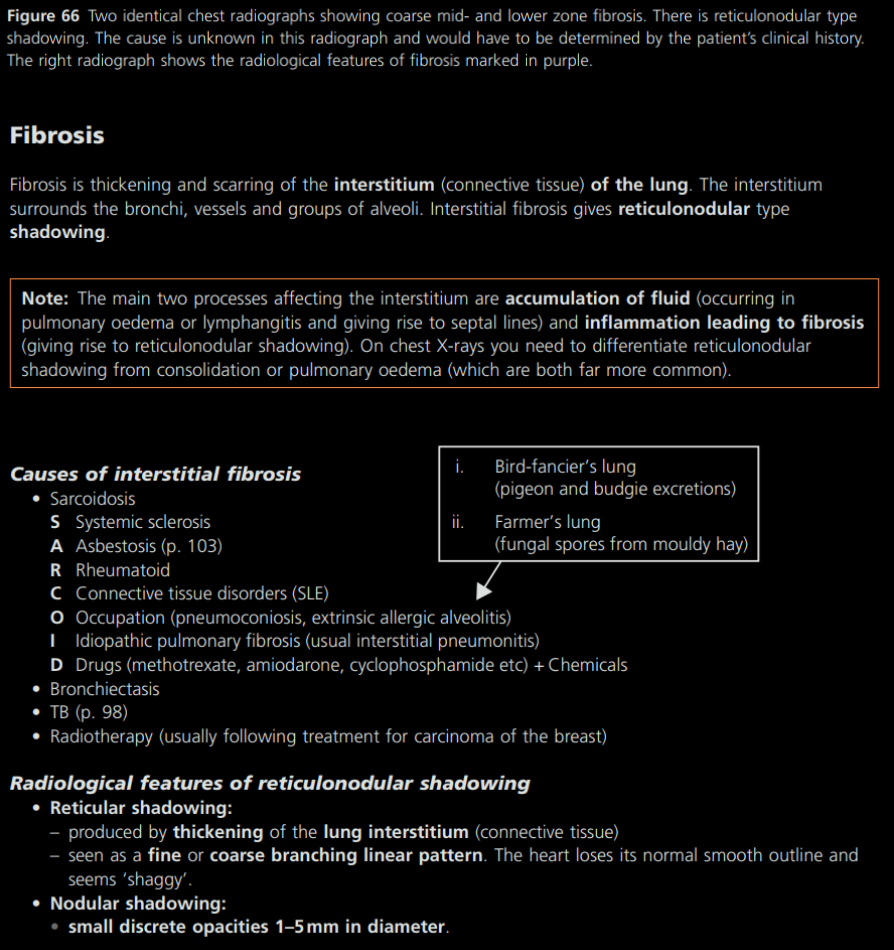 Figure 66 Two identical chest radiographs showing coarse mid- and lower zone fibrosis. There is reticulonodular type
shadowing. The cause is unknown in this radiograph and would have to be determined by the patient's clinical history.
The right radiograph shows the radiological features of fibrosis marked in purple.
Fibrosis
Fibrosis is thickening and scarring of the interstitium (connective tissue) of the lung. The interstitium
surrounds the bronchi, vessels and groups of alveoli. Interstitial fibrosis gives reticulonodular type
shadowing.
Note: The main two processes affecting the interstitium are accumulation of fluid (occurring in
pulmonary oedema or lymphangitis and giving rise to septal lines) and inflammation leading to fibrosis
(giving rise to reticulonodular shadowing). On chest X-rays you need to differentiate reticulonodular
shadowing from consolidation or pulmonary oedema (which are both far more common).
i. Bird-fancier's lung
(pigeon and budgie excretions)
ii. Farmer's lung
(fungal spores from mouldy hay)
Causes of interstitial fibrosis
• Sarcoidosis
S Systemic sclerosis
A Asbestosis (p. 103)
R Rheumatoid
C Connective tissue disorders (SLE)
O Occupation (pneumoconiosis, extrinsic allergic alveolitis)
I Idiopathic pulmonary fibrosis (usual interstitial pneumonitis)
D Drugs (methotrexate, amiodarone, cyclophosphamide etc) + Chemicals
• Bronchiectasis
• TB (p. 98)
• Radiotherapy (usually following treatment for carcinoma of the breast)
Radiological features of reticulonodular shadowing
• Reticular shadowing:
– produced by thickening of the lung interstitium (connective tissue)
– seen as a fine or coarse branching linear pattern. The heart loses its normal smooth outline and
seems 'shaggy'.
• Nodular shadowing:
• small discrete opacities 1–5 mm in diameter.